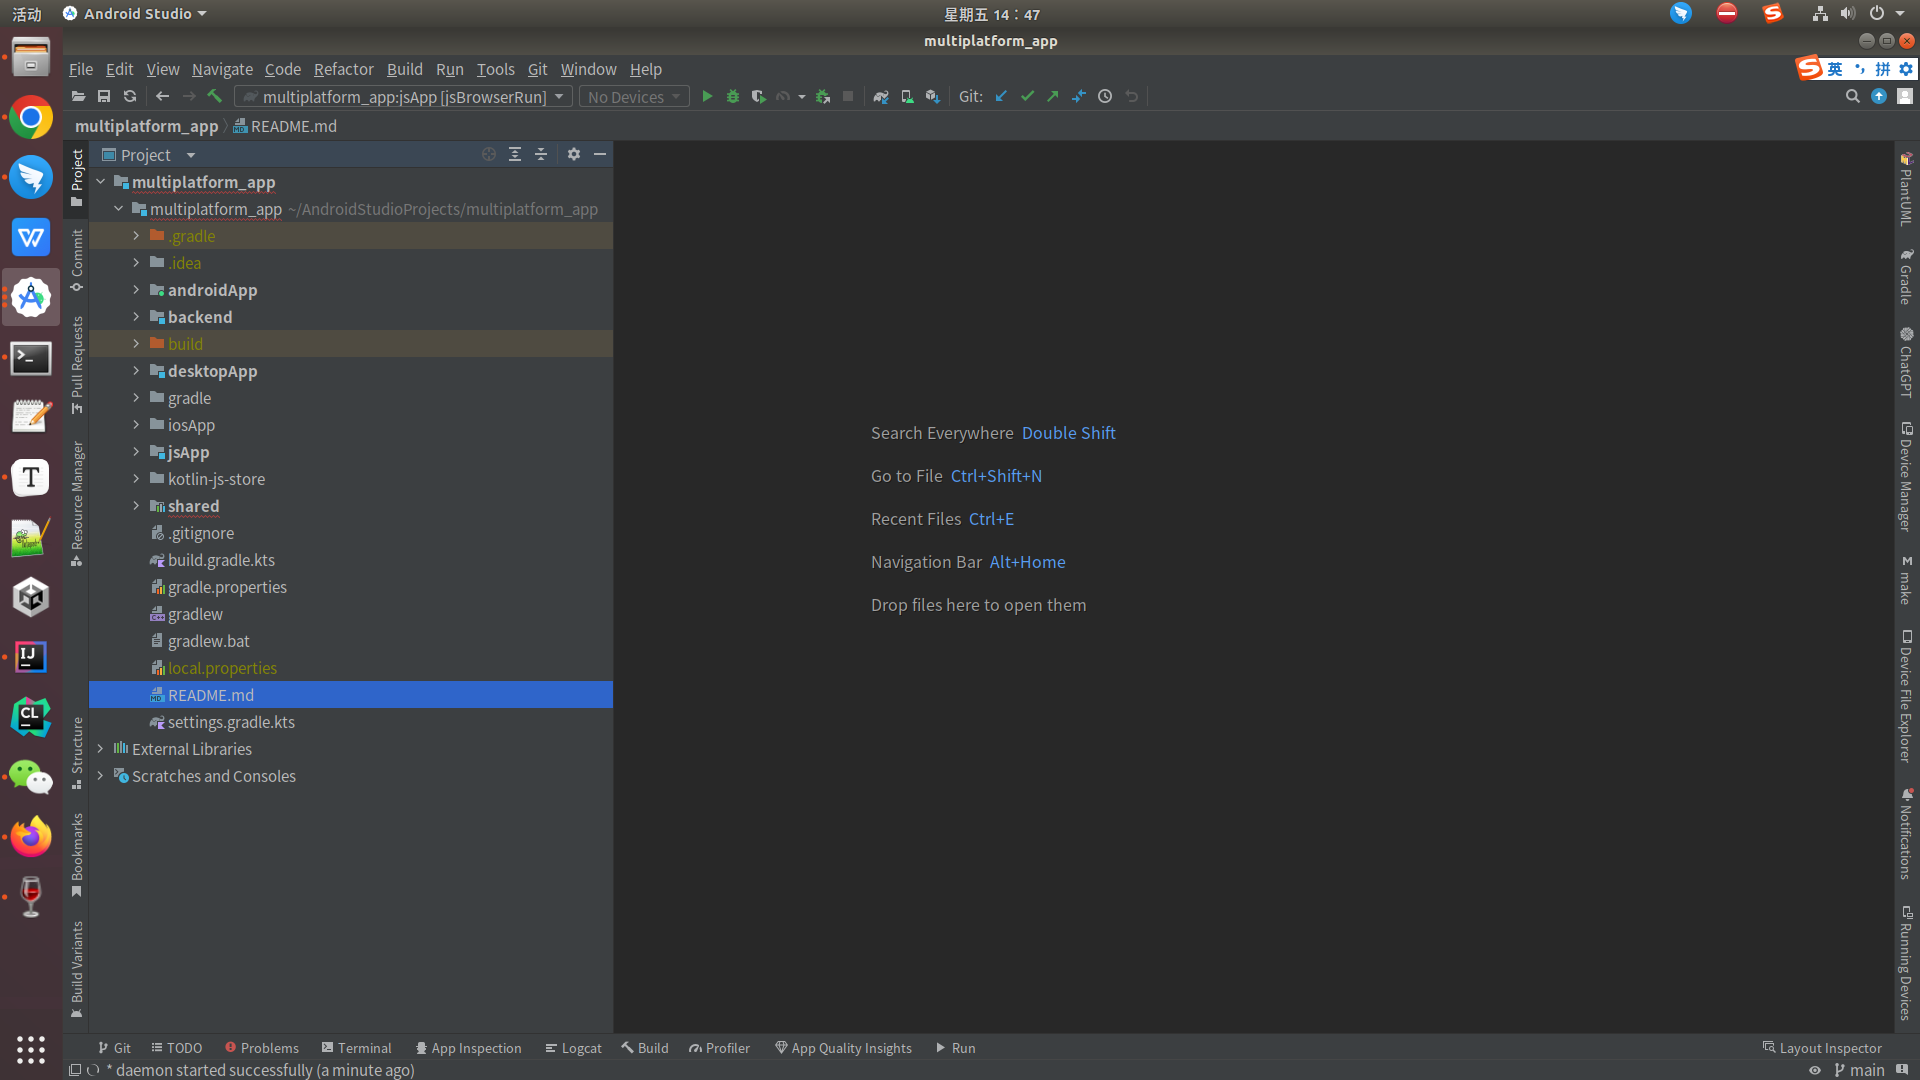 活动
Android Studio
星期五 14：47
multiplatform_app
File Edit View Navigate Code Refactor Build Run Tools Git Window Help
英 拼
multiplatform_app:jsApp [jsBrowserRun]
No Devices
Git:
multiplatform_app
README.md
Project
Commit
Pull Requests
Resource Manager
Structure
Bookmarks
Build Variants
Project
multiplatform_app
multiplatform_app ~/AndroidStudioProjects/multiplatform_app
.gradle
.idea
androidApp
backend
build
desktopApp
gradle
iosApp
jsApp
kotlin-js-store
shared
.gitignore
build.gradle.kts
gradle.properties
gradlew
gradlew.bat
local.properties
README.md
settings.gradle.kts
External Libraries
Scratches and Consoles
Search Everywhere Double Shift
Go to File Ctrl+Shift+N
Recent Files Ctrl+E
Navigation Bar Alt+Home
Drop files here to open them
PlantUML
Gradle
ChatGPT
Device Manager
make
Device File Explorer
Notifications
Running Devices
Git
TODO
Problems
Terminal
App Inspection
Logcat
Build
Profiler
App Quality Insights
Run
Layout Inspector
* daemon started successfully (a minute ago)
main